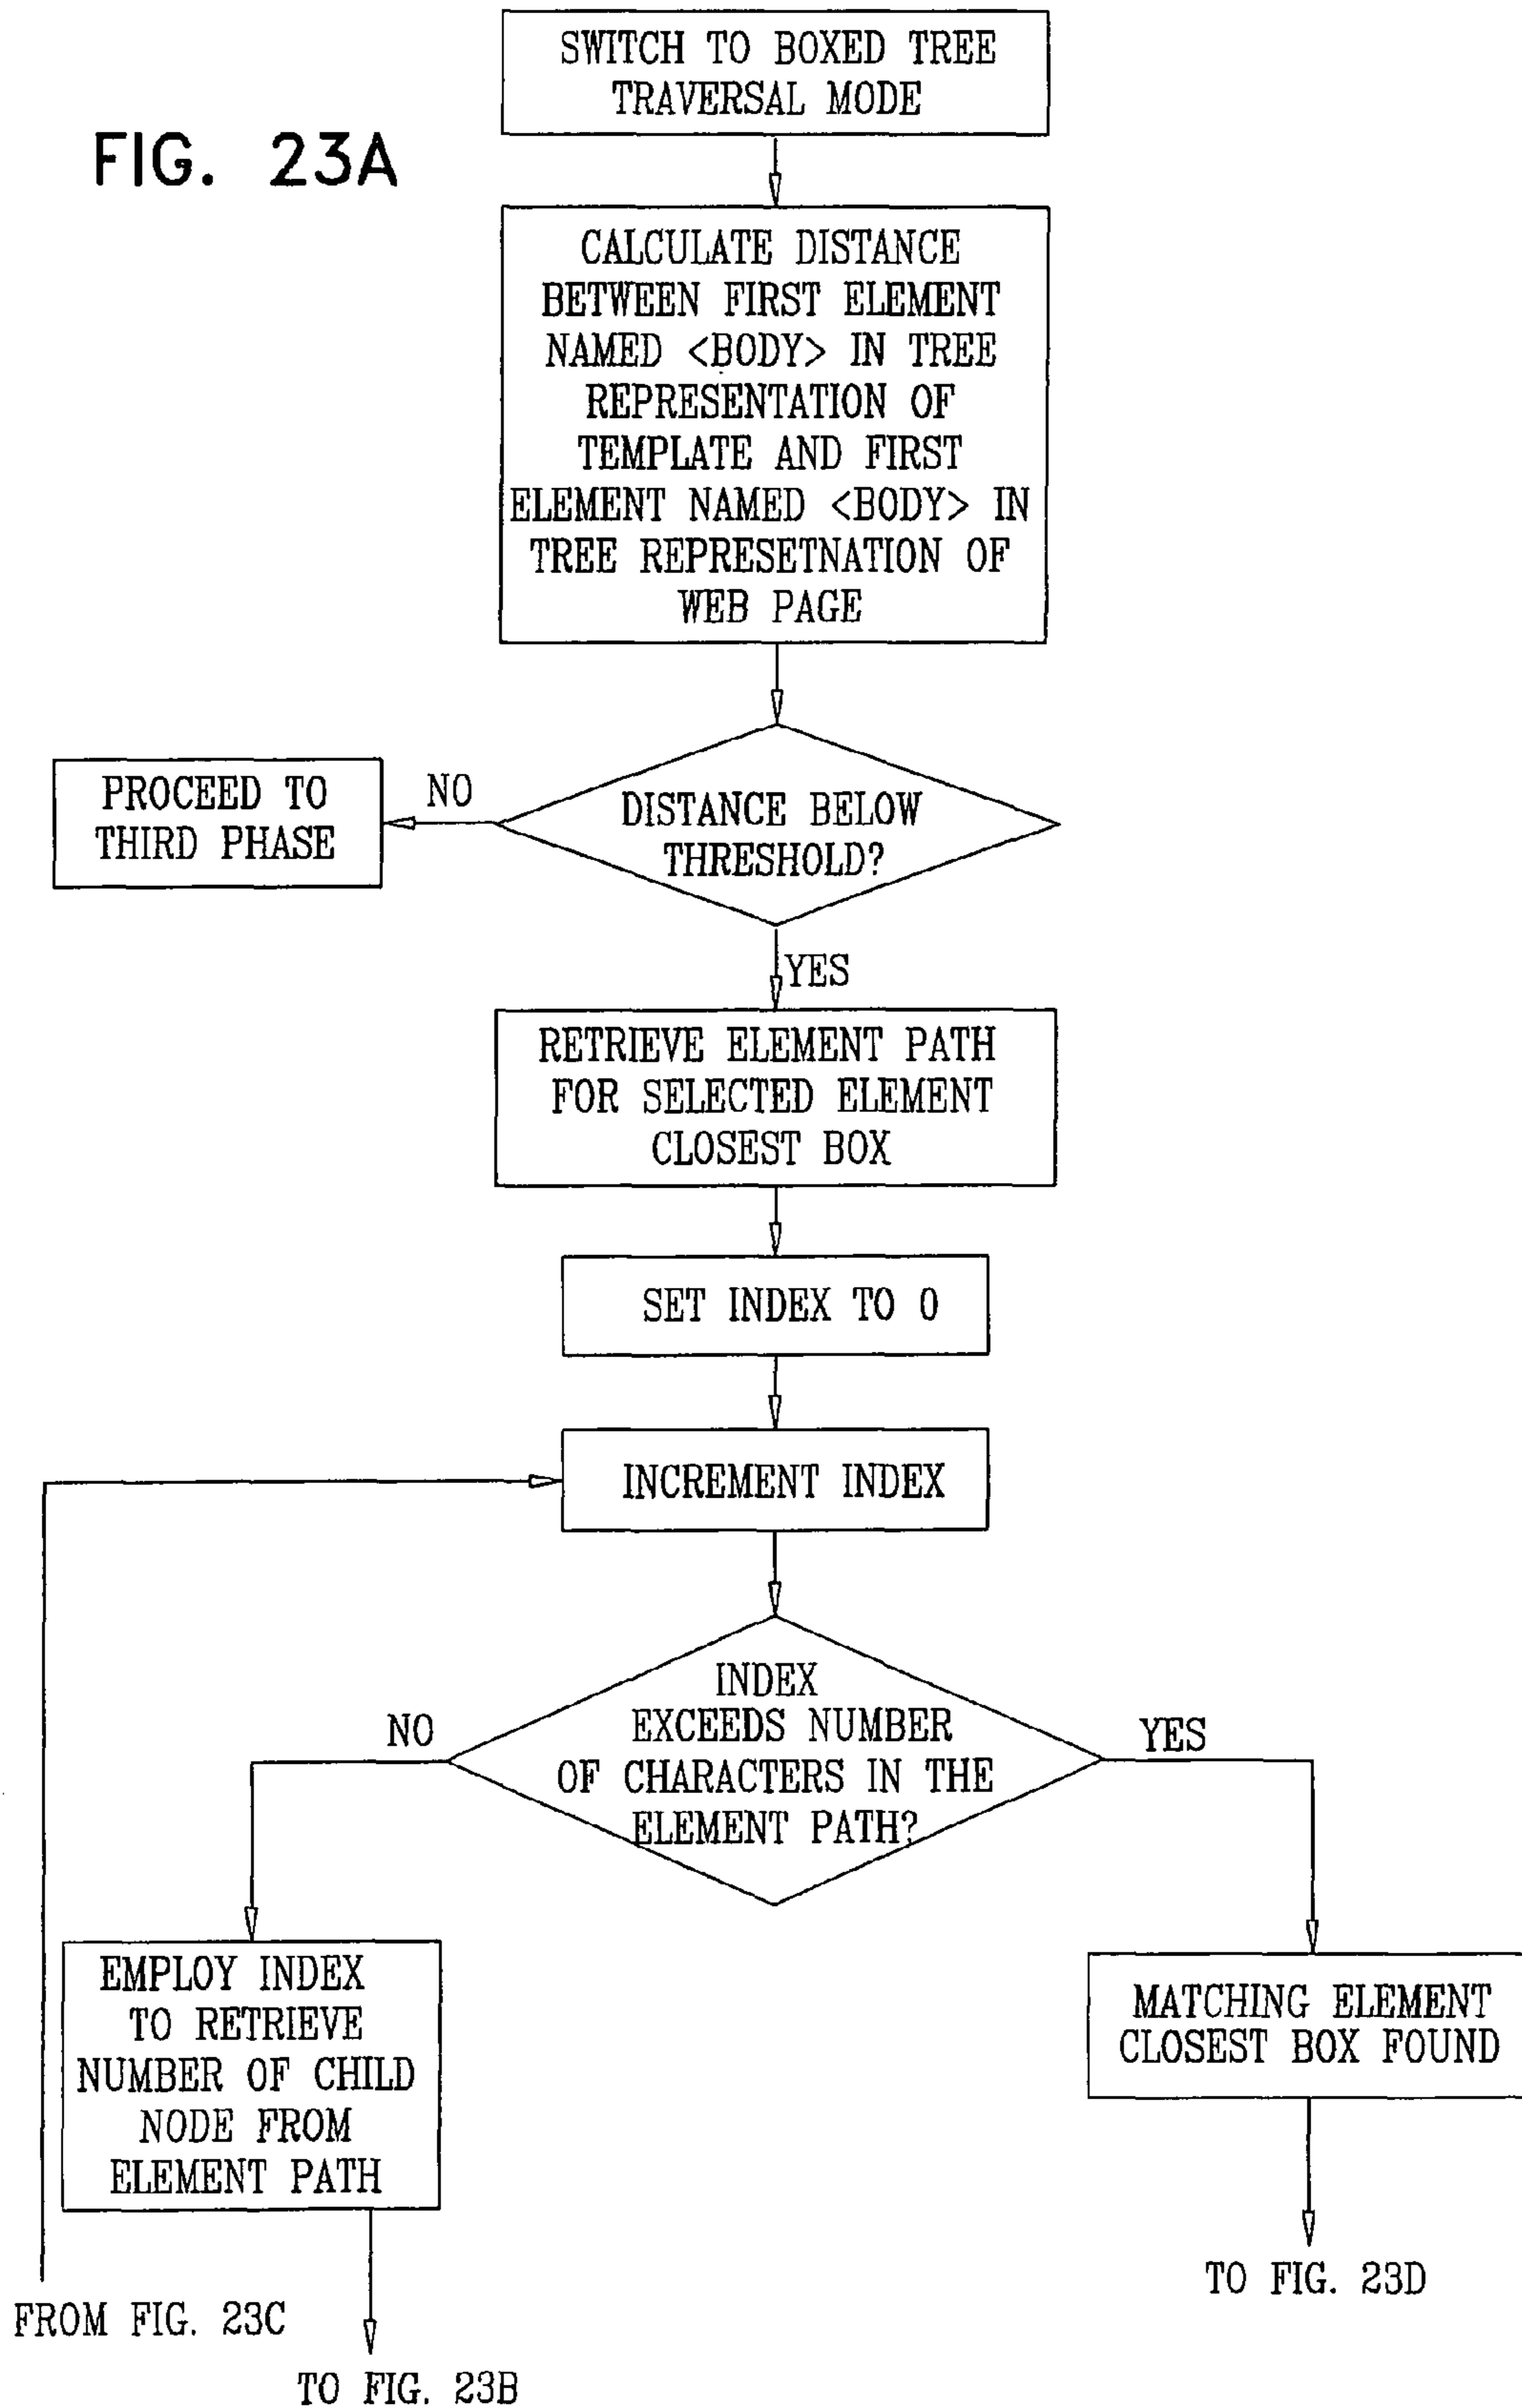 SWITCH TO BOXED TREE
TRAVERSAL MODE
FIG. 23A
CALCULATE DISTANCE
BETWEEN FIRST ELEMENT
NAMED <BODY> IN TREE
REPRESENTATION OF
TEMPLATE AND FIRST
ELEMENT NAMED <BODY> IN
TREE REPRESETNATION OF
WEB PAGE
PROCEED TO
THIRD PHASE
NO
DISTANCE BELOW
THRESHOLD?
YES
RETRIEVE ELEMENT PATH
FOR SELECTED ELEMENT
CLOSEST BOX
SET INDEX TO 0
INCREMENT INDEX
INDEX
EXCEEDS NUMBER
OF CHARACTERS IN THE
ELEMENT PATH?
NO
YES
EMPLOY INDEX
TO RETRIEVE
NUMBER OF CHILD
NODE FROM
ELEMENT PATH
MATCHING ELEMENT
CLOSEST BOX FOUND
FROM FIG. 23C
TO FIG. 23B
TO FIG. 23D